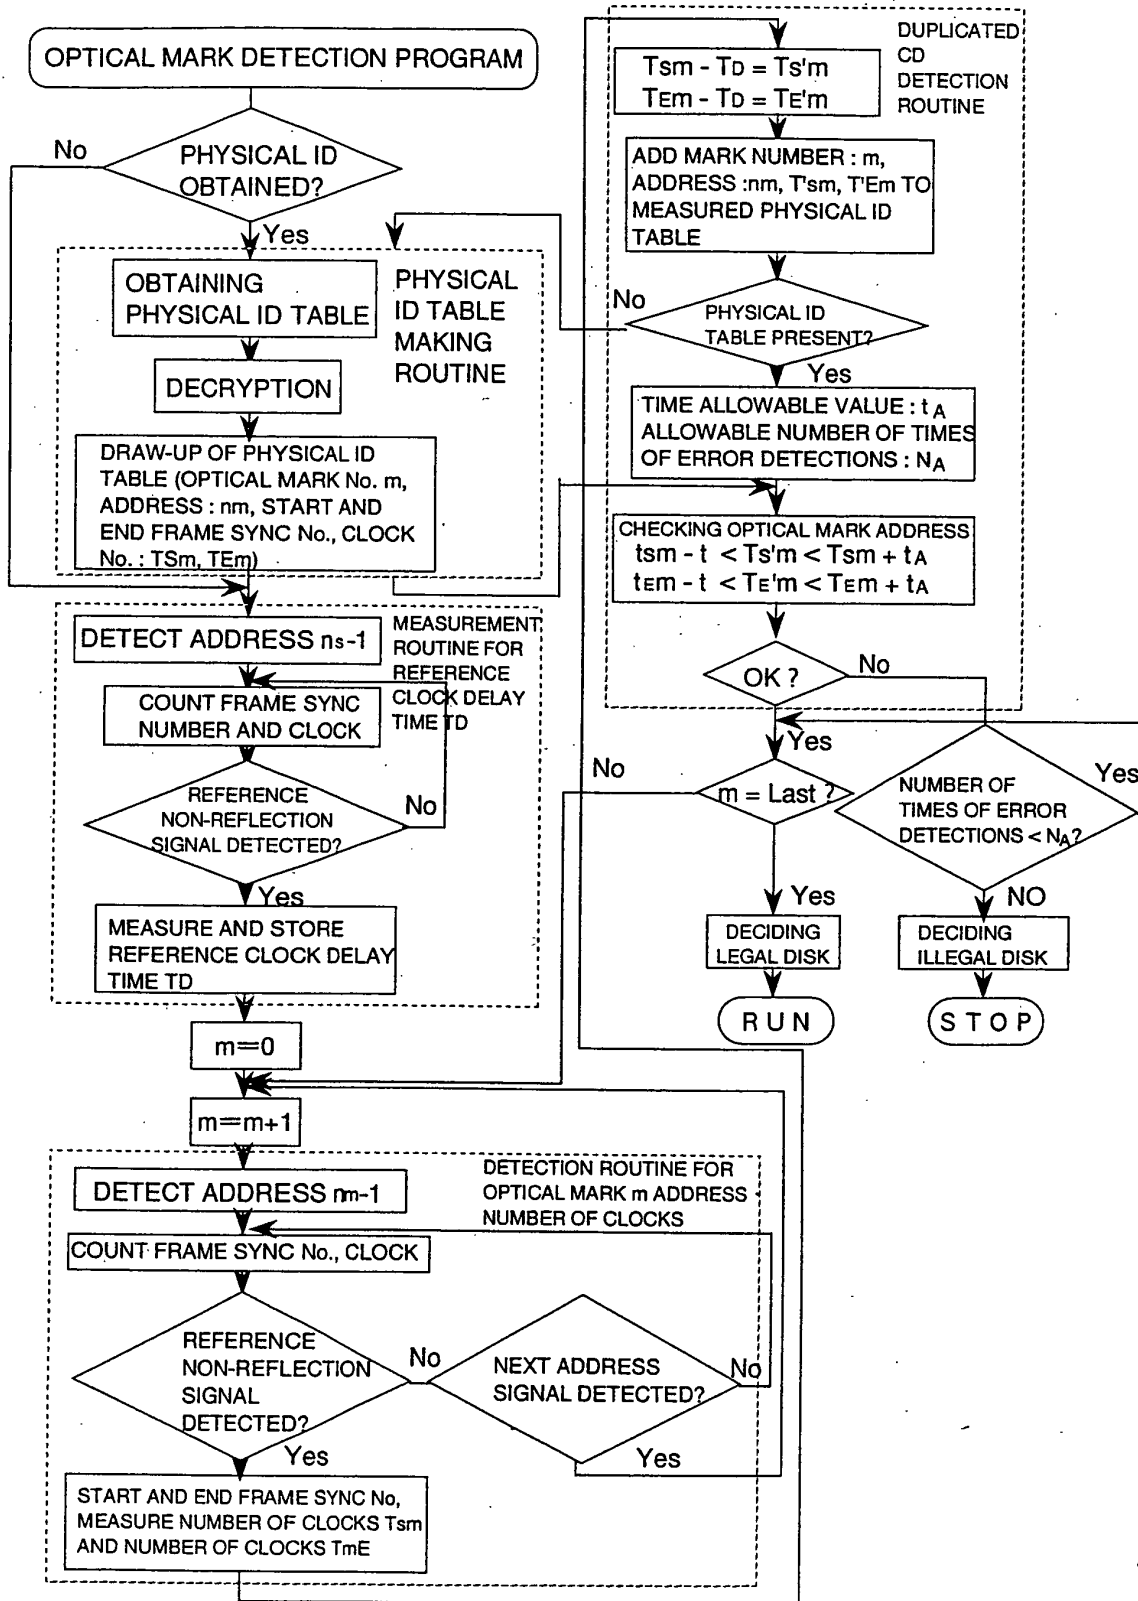 OPTICAL MARK DETECTION PROGRAM
No
PHYSICAL ID
OBTAINED?
Yes
OBTAINING
PHYSICAL ID TABLE
PHYSICAL
ID TABLE
MAKING
ROUTINE
DECRYPTION
DRAW-UP OF PHYSICAL ID
TABLE (OPTICAL MARK No. m,
ADDRESS : nm, START AND
END FRAME SYNC No., CLOCK
No. : TSm, TEm)
DETECT ADDRESS ns-1
MEASUREMENT
ROUTINE FOR
REFERENCE
CLOCK DELAY
TIME TD
COUNT FRAME SYNC
NUMBER AND CLOCK
REFERENCE
NON-REFLECTION
SIGNAL DETECTED?
No
Yes
MEASURE AND STORE
REFERENCE CLOCK DELAY
TIME TD
m=0
m=m+1
DETECT ADDRESS nm-1
DETECTION ROUTINE FOR
OPTICAL MARK m ADDRESS -
NUMBER OF CLOCKS
COUNT FRAME SYNC No., CLOCK
REFERENCE
NON-REFLECTION
SIGNAL
DETECTED?
No
NEXT ADDRESS
SIGNAL DETECTED?
No
Yes
Yes
START AND END FRAME SYNC No,
MEASURE NUMBER OF CLOCKS Tsm
AND NUMBER OF CLOCKS TmE
DUPLICATED
CD
DETECTION
ROUTINE
Tsm - TD = Ts'm
TEm - TD = TE'm
ADD MARK NUMBER : m,
ADDRESS :nm, T'sm, T'Em TO
MEASURED PHYSICAL ID
TABLE
No
PHYSICAL ID
TABLE PRESENT?
Yes
TIME ALLOWABLE VALUE : tA
ALLOWABLE NUMBER OF TIMES
OF ERROR DETECTIONS : NA
CHECKING OPTICAL MARK ADDRESS
tsm - t < Ts'm < Tsm + tA
tEm - t < TE'm < TEm + tA
OK ?
No
Yes
No
m = Last ?
NUMBER OF
TIMES OF ERROR
DETECTIONS < NA?
Yes
Yes
NO
DECIDING
LEGAL DISK
DECIDING
ILLEGAL DISK
RUN
STOP